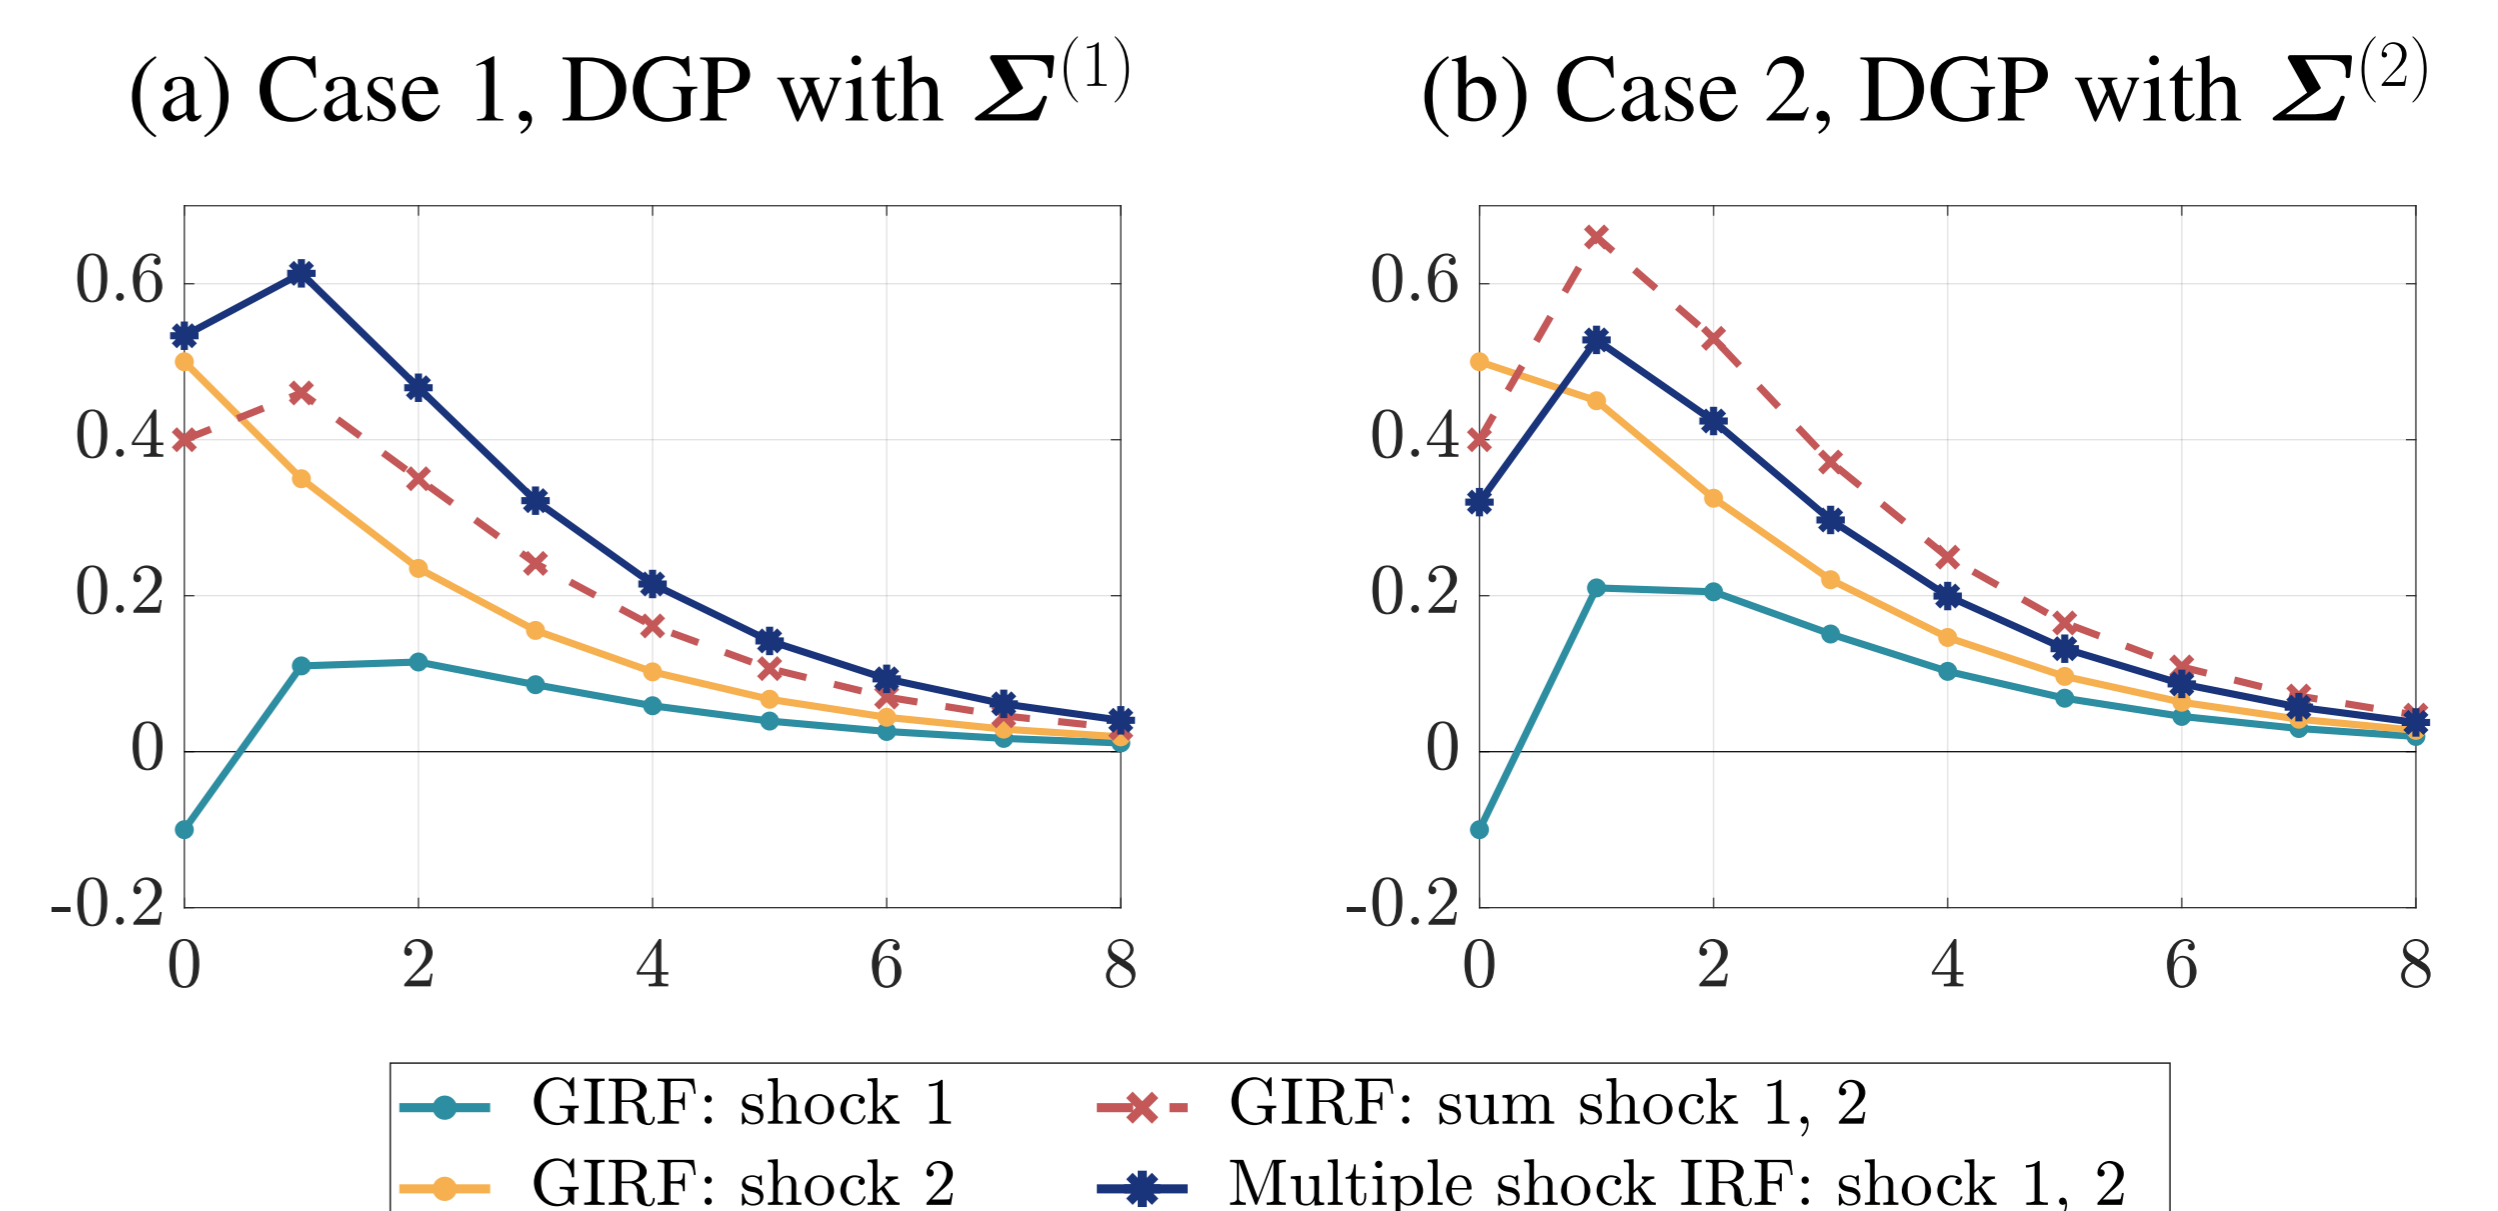 (a) Case 1, DGP with Σ(1)
(b) Case 2, DGP with Σ(2)
0.6
0.4
0.2
0
-0.2
0 2 4 6 8
0.6
0.4
0.2
0
-0.2
0 2 4 6 8
GIRF: shock 1
GIRF: sum shock 1, 2
GIRF: shock 2
Multiple shock IRF: shock 1, 2